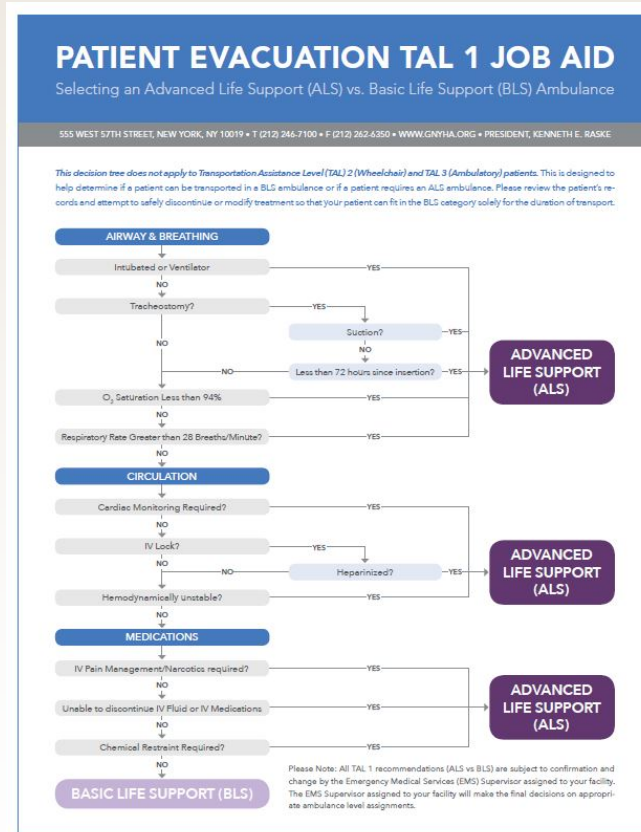 PATIENT EVACUATION TAL 1 JOB AID
Selecting an Advanced Life Support (ALS) vs. Basic Life Support (BLS) Ambulance
555 WEST 57TH STREET, NEW YORK, NY 10019 • T (212) 246-7100 • F (212) 262-6350 • WWW.GNYHA.ORG • PRESIDENT, KENNETH E. RASKE
This decision tree does not apply to Transportation Assistance Level (TAL) 2 (Wheelchair) and TAL 3 (Ambulatory) patients. This is designed to
help determine if a patient can be transported in a BLS ambulance or if a patient requires an ALS ambulance. Please review the patient's re-
cords and attempt to safely discontinue or modify treatment so that your patient can fit in the BLS category solely for the duration of transport.
AIRWAY & BREATHING
Intubated or Ventilator
YES
NO
Tracheostomy?
YES
Suction?
YES
NO
NO
Less than 72 hours since insertion?
YES
NO
ADVANCED
LIFE SUPPORT
(ALS)
O₂ Saturation Less than 94%
YES
NO
Respiratory Rate Greater than 28 Breaths/Minute?
YES
NO
CIRCULATION
Cardiac Monitoring Required?
YES
NO
IV Lock?
YES
NO
NO
Heparinized?
YES
ADVANCED
LIFE SUPPORT
(ALS)
Hemodynamically unstable?
YES
NO
MEDICATIONS
IV Pain Management/Narcotics required?
YES
NO
Unable to discontinue IV Fluid or IV Medications
YES
ADVANCED
LIFE SUPPORT
(ALS)
NO
Chemical Restraint Required?
YES
NO
BASIC LIFE SUPPORT (BLS)
Please Note: All TAL 1 recommendations (ALS vs BLS) are subject to confirmation and
change by the Emergency Medical Services (EMS) Supervisor assigned to your facility.
The EMS Supervisor assigned to your facility will make the final decisions on appropri-
ate ambulance level assignments.